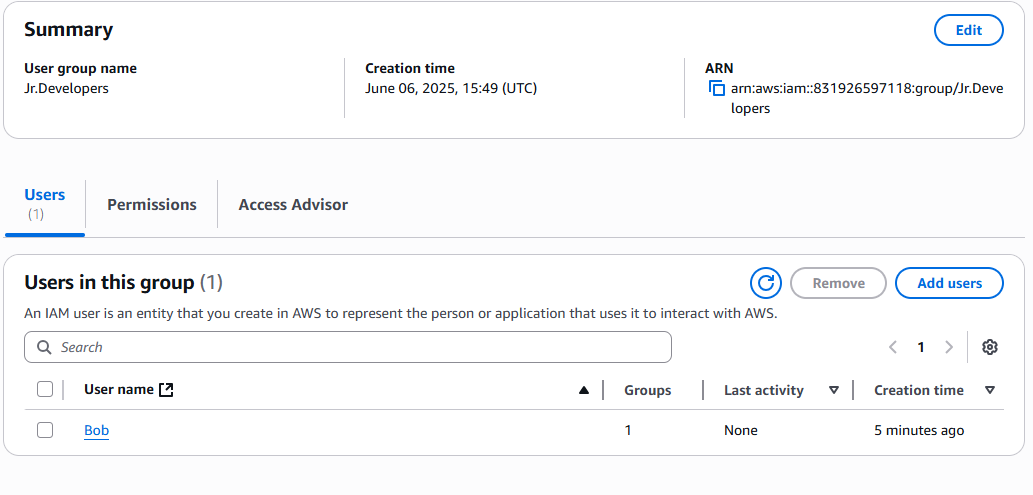 Summary
Edit
User group name
Jr.Developers
Creation time
June 06, 2025, 15:49 (UTC)
ARN
arn:aws:iam::831926597118:group/Jr.Deve
lopers
Users
(1)
Permissions
Access Advisor
Users in this group (1)
Remove
Add users
An IAM user is an entity that you create in AWS to represent the person or application that uses it to interact with AWS.
Search
1
User name
Groups
Last activity
Creation time
Bob
1
None
5 minutes ago